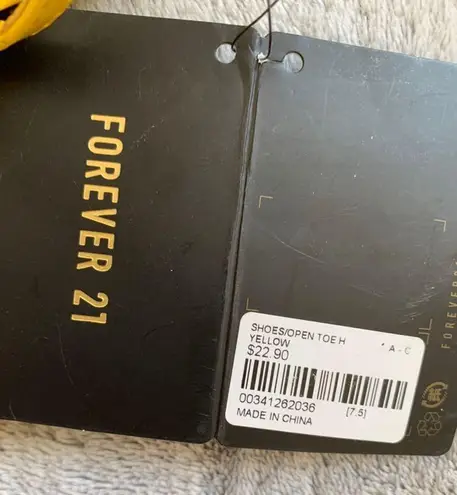 FOREVER 21
SHOES/OPEN TOE H
YELLOW
$22.90
00341262036 [7.5]
MADE IN CHINA